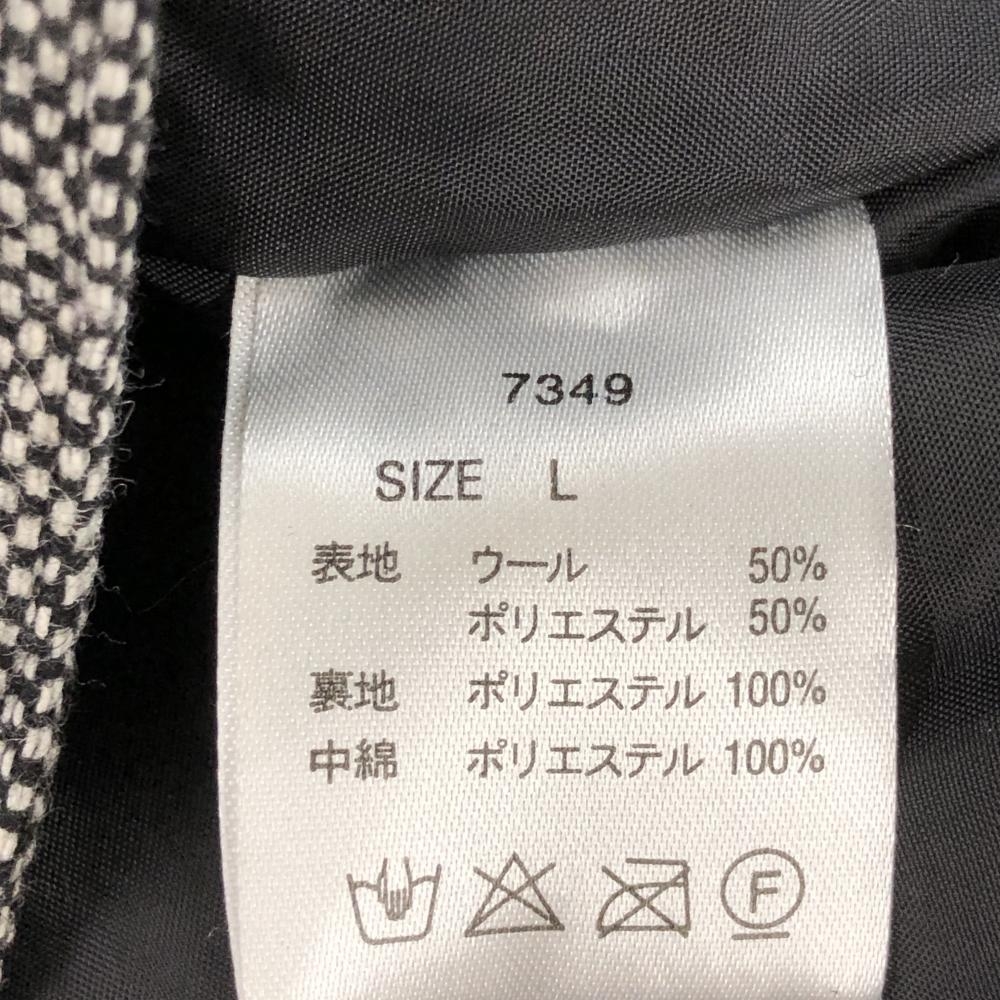 7349
SIZE L
表地 ウール 50%
ポリエステル 50%
裏地 ポリエステル 100%
中綿 ポリエステル 100%
F